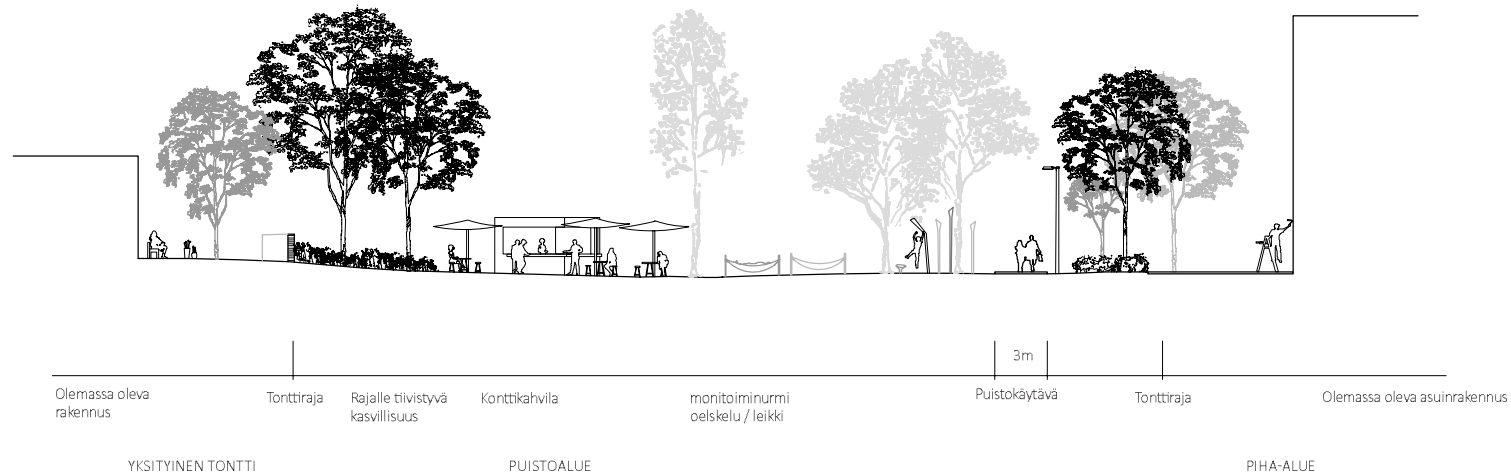 3m
Olemassa oleva
rakennus
Tonttiraja
Rajalle tiivistyvä
kasvillisuus
Konttikahvila
monitoiminurmi
oelskelu / leikki
Puistokäytävä
Tonttiraja
Olemassa oleva asuinrakennus
YKSITYINEN TONTTI
PUISTOALUE
PIHA-ALUE